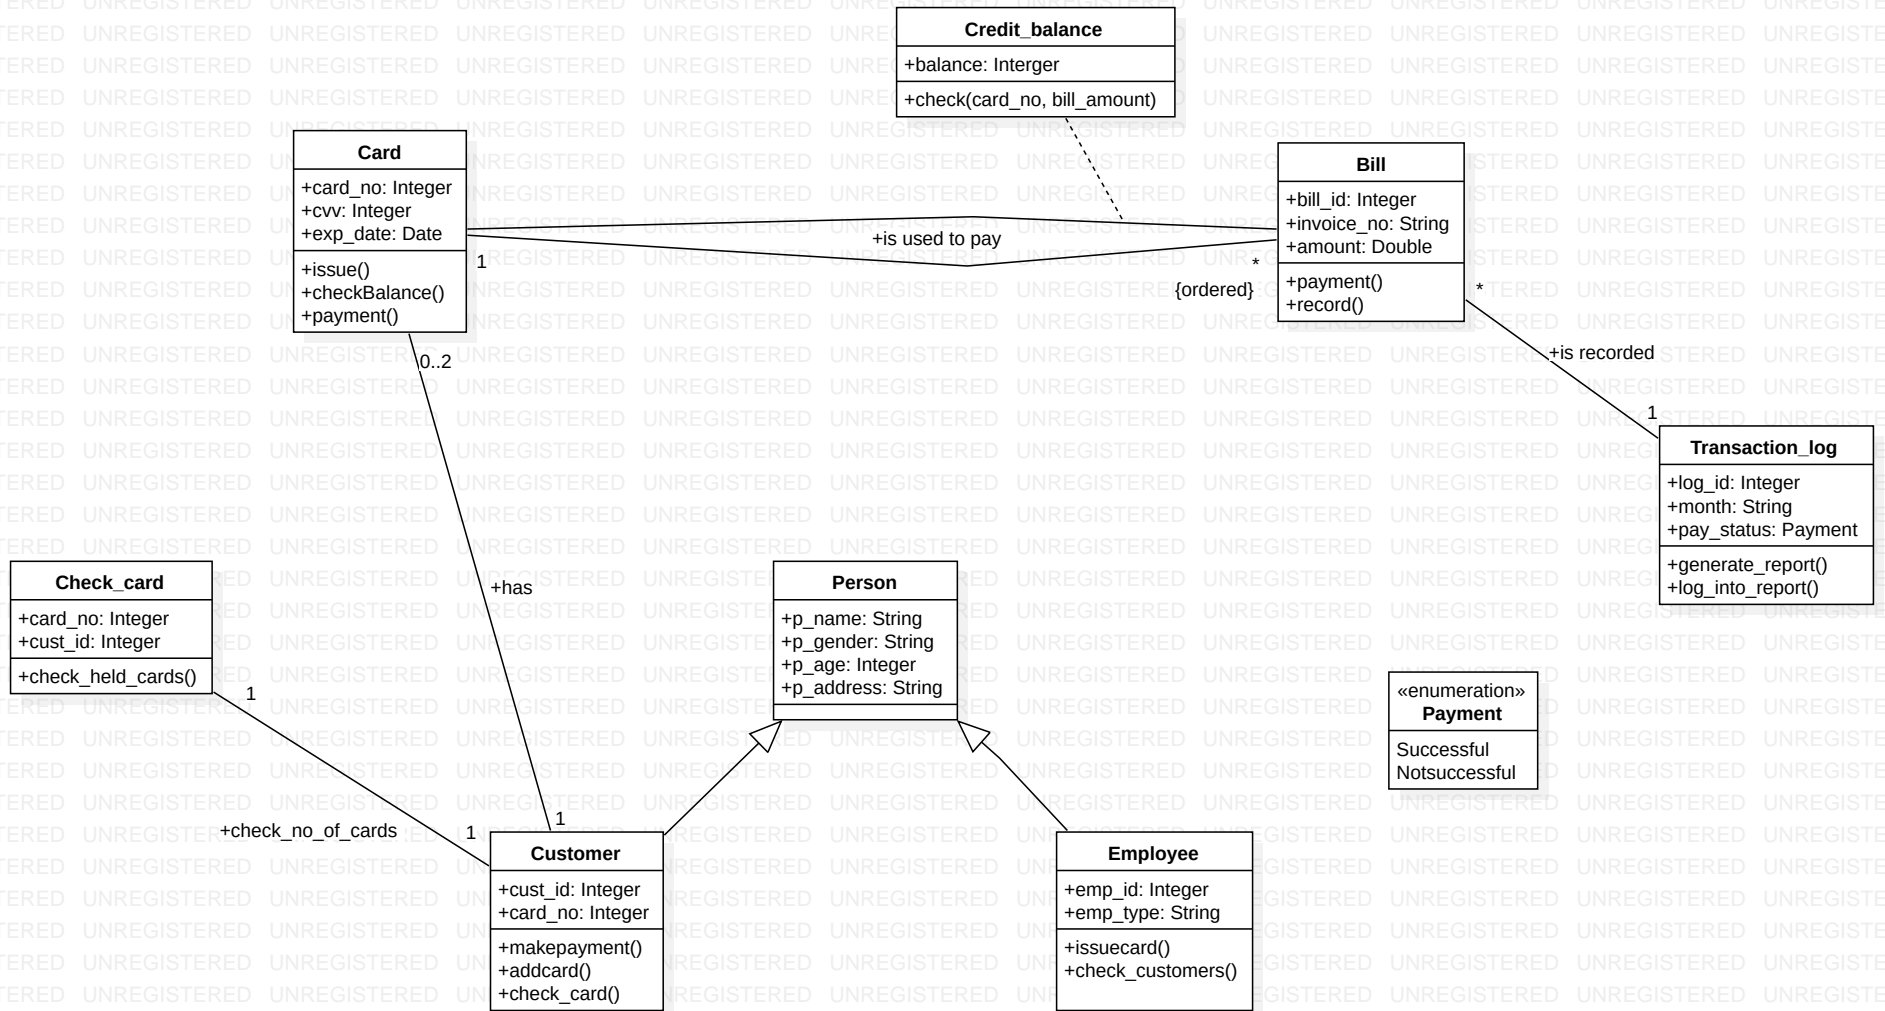 Credit_balance
+balance: Interger
+check(card_no, bill_amount)
Card
+card_no: Integer
+cvv: Integer
+exp_date: Date
+issue()
+checkBalance()
+payment()
Bill
+bill_id: Integer
+invoice_no: String
+amount: Double
+payment()
+record()
+is used to pay
1
*
{ordered}
*
+is recorded
1
0..2
Transaction_log
+log_id: Integer
+month: String
+pay_status: Payment
+generate_report()
+log_into_report()
Check_card
+card_no: Integer
+cust_id: Integer
+check_held_cards()
+has
Person
+p_name: String
+p_gender: String
+p_age: Integer
+p_address: String
«enumeration»
Payment
Successful
Notsuccessful
1
+check_no_of_cards
1
1
Customer
+cust_id: Integer
+card_no: Integer
+makepayment()
+addcard()
+check_card()
Employee
+emp_id: Integer
+emp_type: String
+issuecard()
+check_customers()
UNREGISTERED